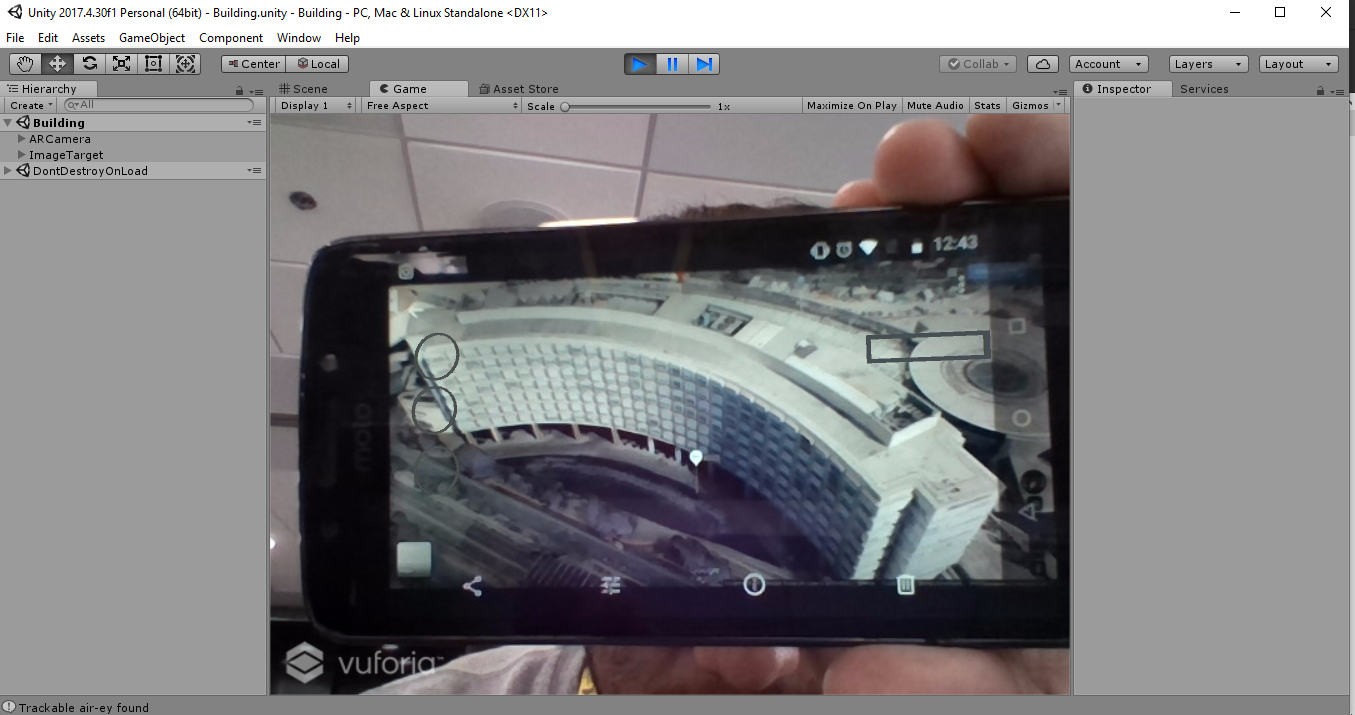 Unity 2017.4.30f1 Personal (64bit) - Building.unity - Building - PC, Mac & Linux Standalone <DX11>
File Edit Assets GameObject Component Window Help
Center Local Collab Account Layers Layout
Hierarchy Scene Game Asset Store Inspector Services
Create All Display 1 Free Aspect Scale 1x Maximize On Play Mute Audio Stats Gizmos
Building
ARCamera
ImageTarget
DontDestroyOnLoad
12:43
moto
vuforia™
Trackable air-ey found